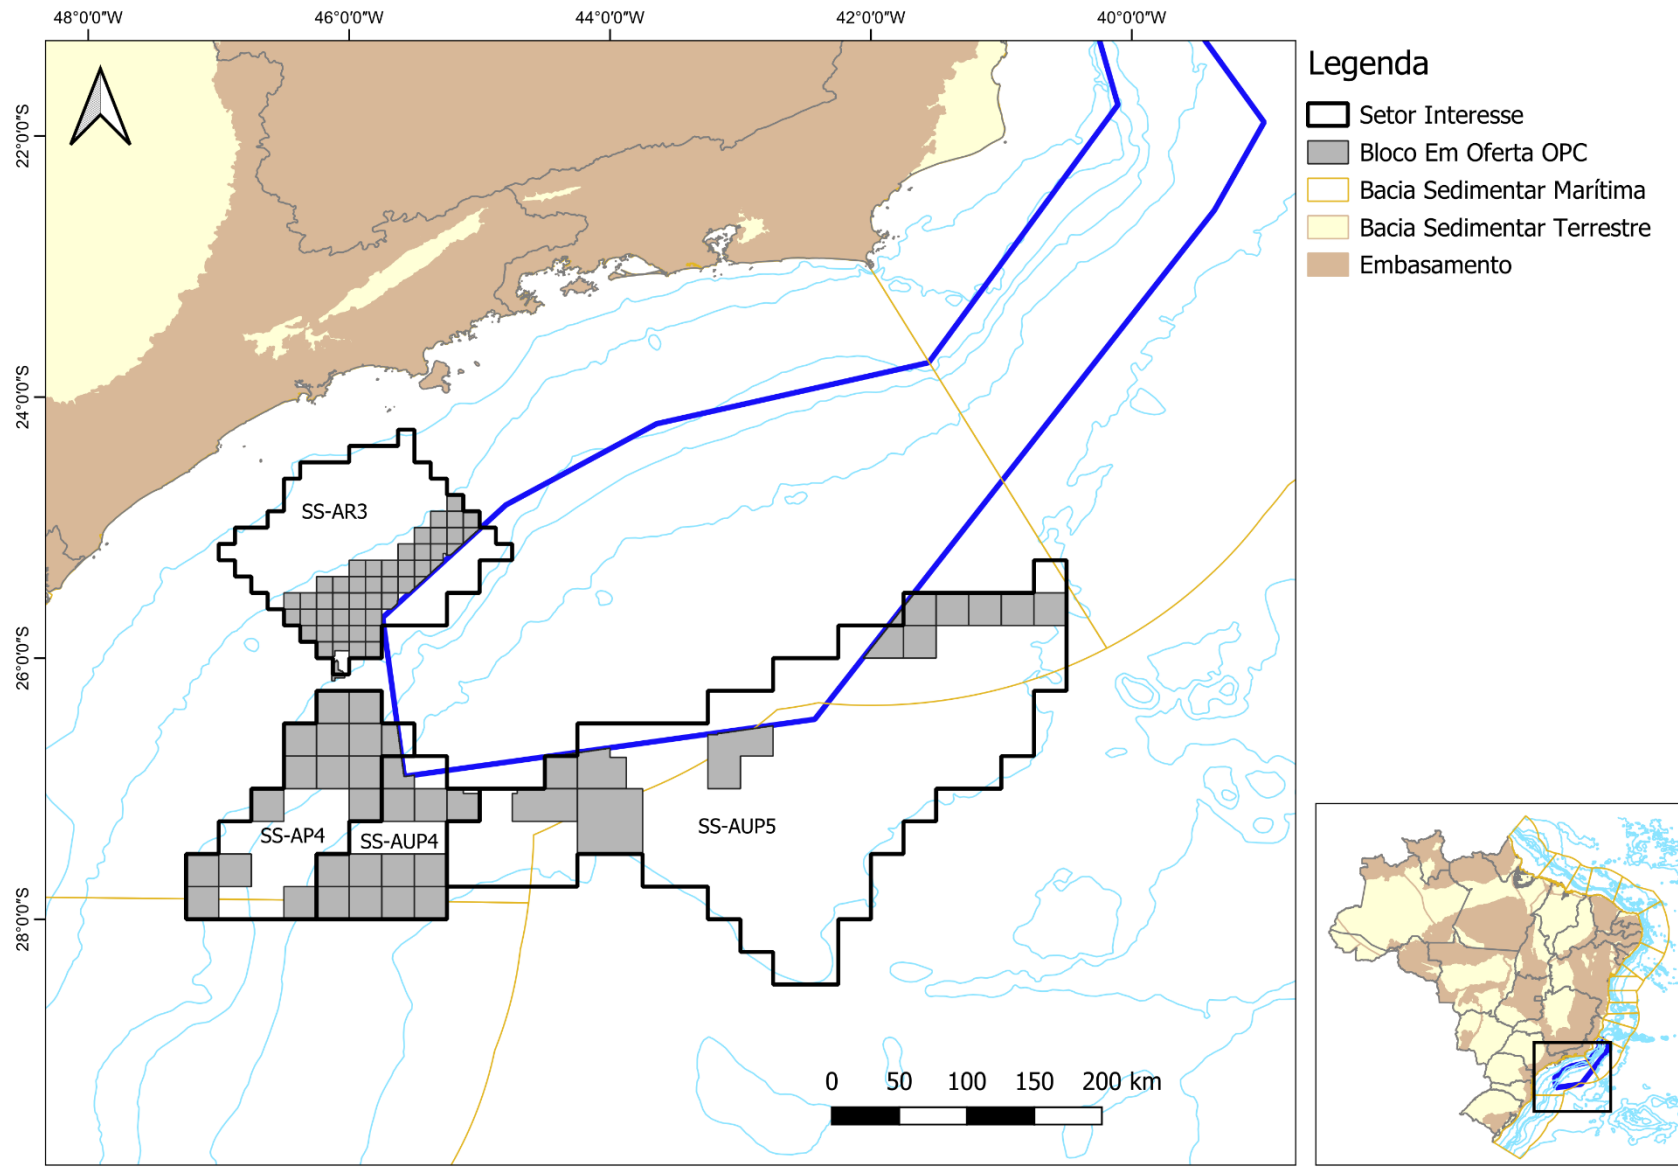 48°0'0"W 46°0'0"W 44°0'0"W 42°0'0"W 40°0'0"W
22°0'0"S
24°0'0"S
26°0'0"S
28°0'0"S
SS-AR3
SS-AP4
SS-AUP4
SS-AUP5
0 50 100 150 200 km
Legenda
Setor Interesse
Bloco Em Oferta OPC
Bacia Sedimentar Marítima
Bacia Sedimentar Terrestre
Embasamento